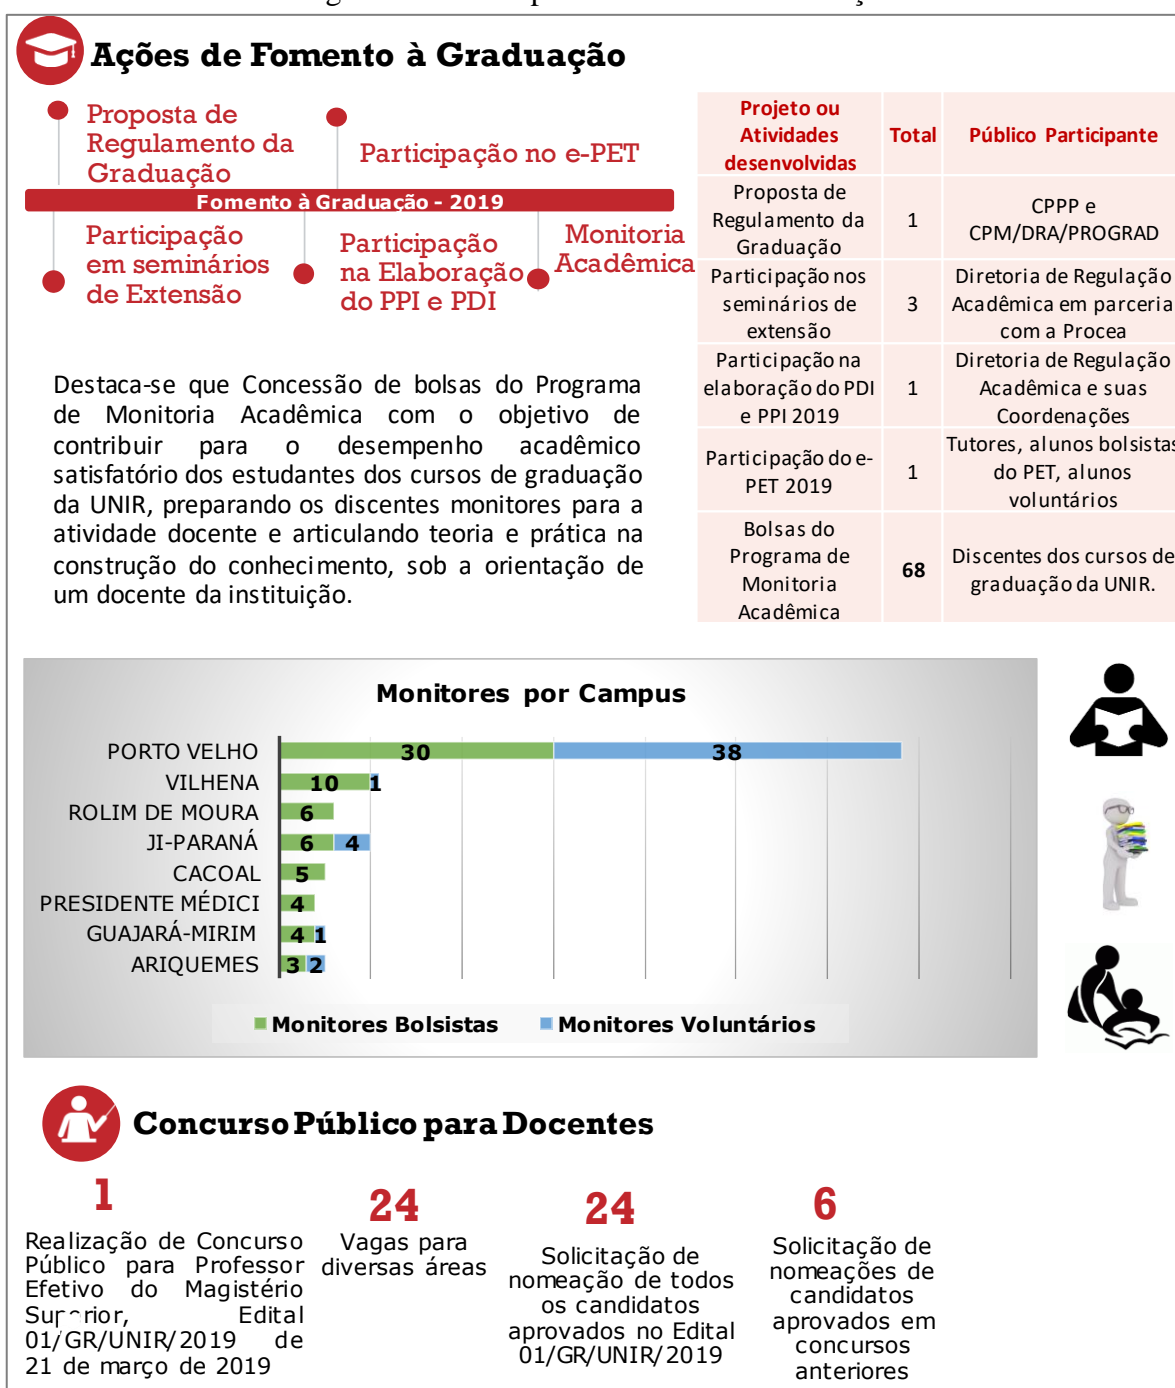 Ações de Fomento à Graduação
Proposta de
Regulamento da
Graduação
Participação no e-PET
Fomento à Graduação - 2019
Participação
em seminários
de Extensão
Participação
na Elaboração
do PPI e PDI
Monitoria
Acadêmica
Destaca-se que Concessão de bolsas do Programa
de Monitoria Acadêmica com o objetivo de
contribuir para o desempenho acadêmico
satisfatório dos estudantes dos cursos de graduação
da UNIR, preparando os discentes monitores para a
atividade docente e articulando teoria e prática na
construção do conhecimento, sob a orientação de
um docente da instituição.
Projeto ou
Atividades
desenvolvidas
Total
Público Participante
Proposta de
Regulamento da
Graduação
1
CPPP e
CPM/DRA/PROGRAD
Participação nos
seminários de
extensão
3
Diretoria de Regulação
Acadêmica em parceria
com a Procea
Participação na
elaboração do PDI
e PPI 2019
1
Diretoria de Regulação
Acadêmica e suas
Coordenações
Participação do e-
PET 2019
1
Tutores, alunos bolsistas
do PET, alunos
voluntários
Bolsas do
Programa de
Monitoria
Acadêmica
68
Discentes dos cursos de
graduação da UNIR.
Monitores por Campus
PORTO VELHO 30 38
VILHENA 10 1
ROLIM DE MOURA 6
JI-PARANÁ 6 4
CACOAL 5
PRESIDENTE MÉDICI 4
GUAJARÁ-MIRIM 4 1
ARIQUEMES 3 2
Monitores Bolsistas Monitores Voluntários
Concurso Público para Docentes
1
Realização de Concurso
Público para Professor
Efetivo do Magistério
Superior, Edital
01/GR/UNIR/2019 de
21 de março de 2019
24
Vagas para
diversas áreas
24
Solicitação de
nomeação de todos
os candidatos
aprovados no Edital
01/GR/UNIR/2019
6
Solicitação de
nomeações de
candidatos
aprovados em
concursos
anteriores